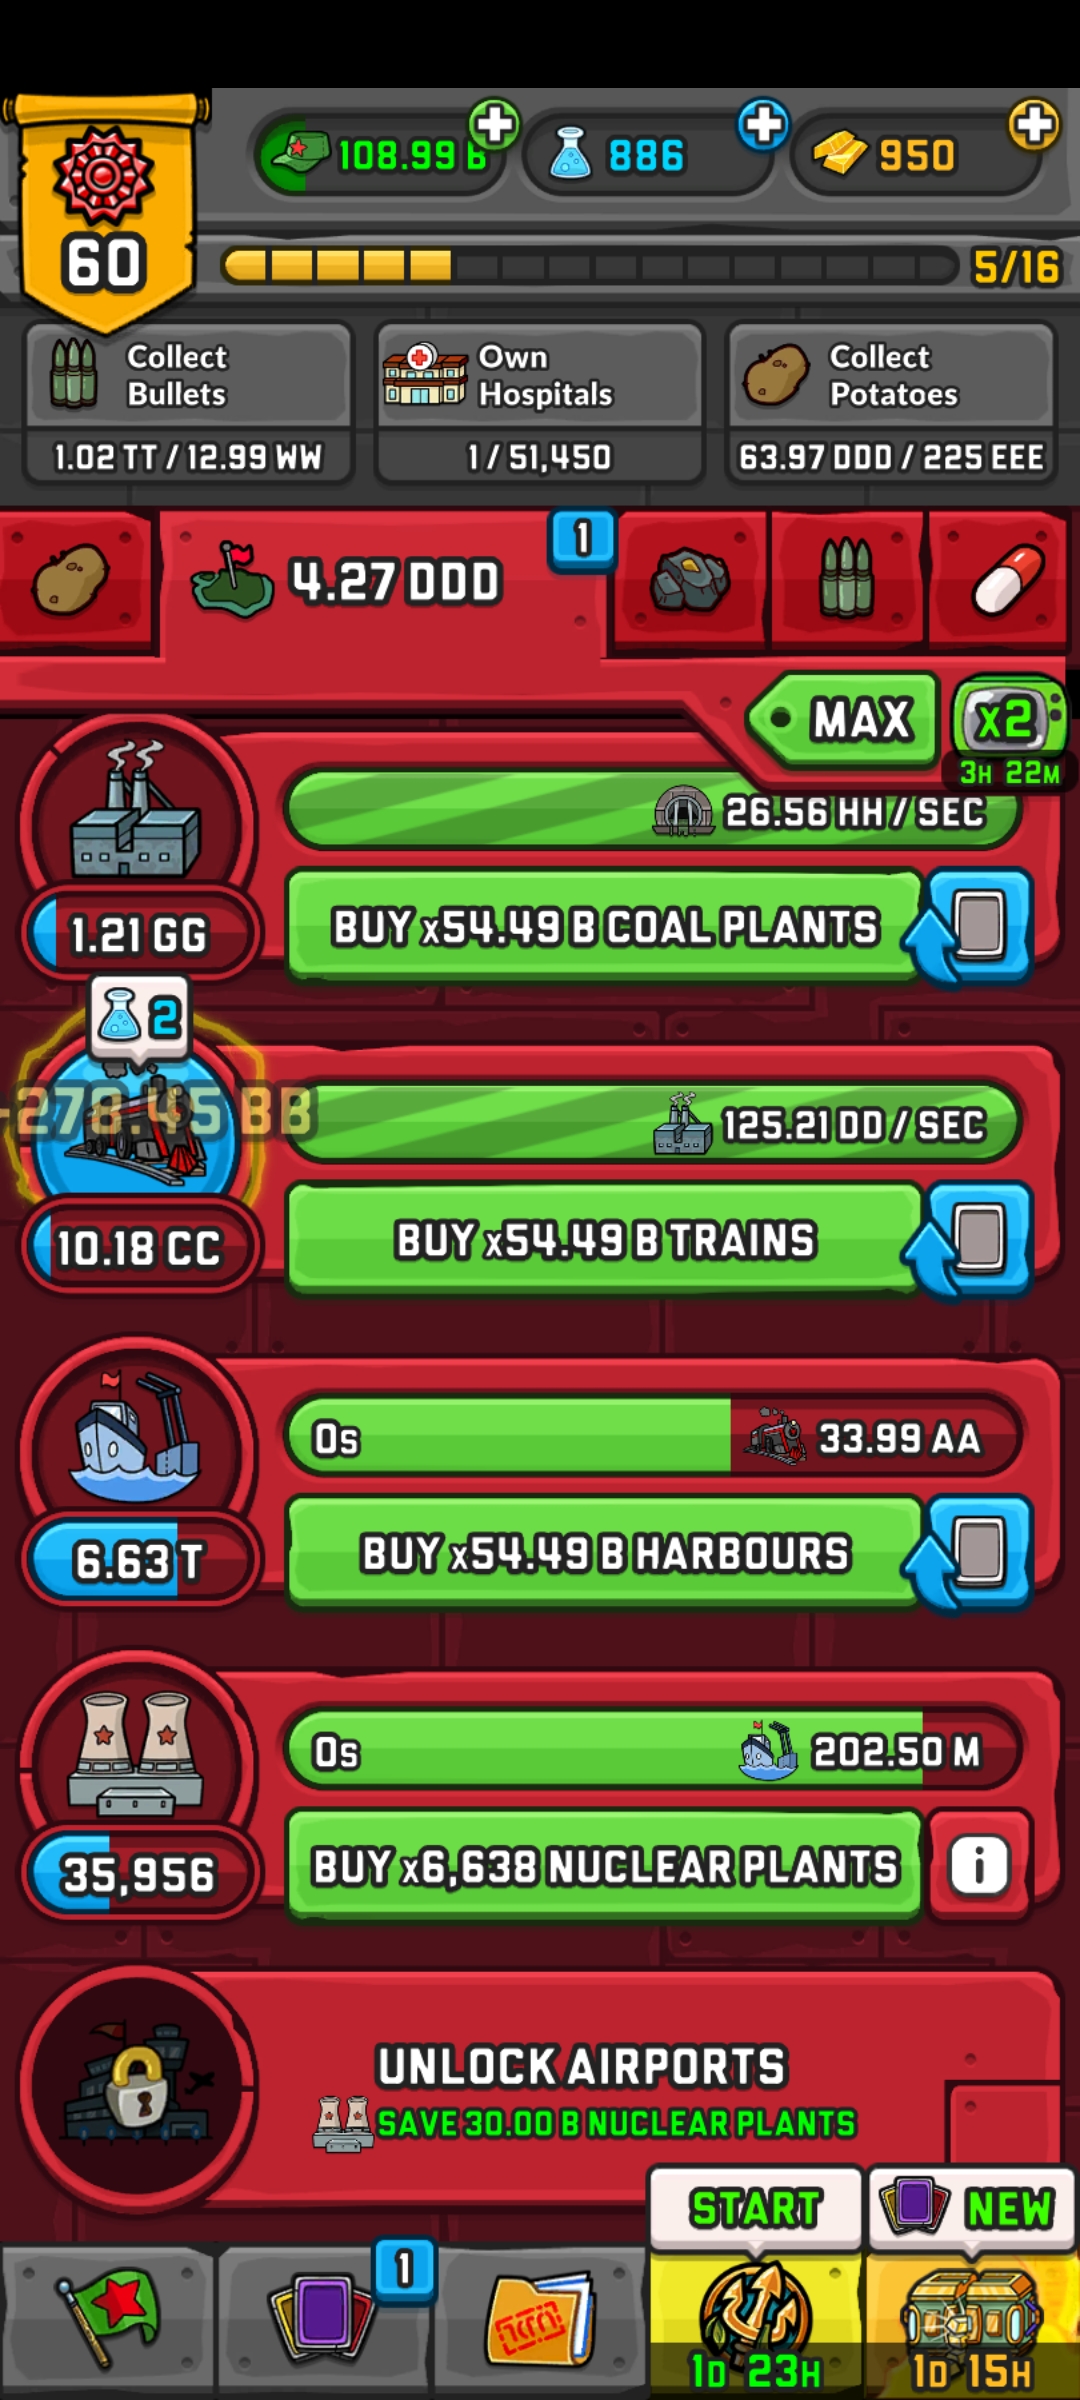 108.99 B
886
950
60
5/16
Collect
Bullets
Own
Hospitals
Collect
Potatoes
1.02 TT / 12.99 WW
1 / 51,450
63.97 DDD / 225 EEE
4.27 DDD
1
MAX
x2
3H 22M
26.56 HH / SEC
1.21 GG
BUY x54.49 B COAL PLANTS
2
-278.45 BB
125.21 DD / SEC
10.18 CC
BUY x54.49 B TRAINS
0s
33.99 AA
6.63 T
BUY x54.49 B HARBOURS
0s
202.50 M
35,956
BUY x6,638 NUCLEAR PLANTS
i
UNLOCK AIRPORTS
SAVE 30.00 B NUCLEAR PLANTS
START
NEW
1
1D 23H
1D 15H